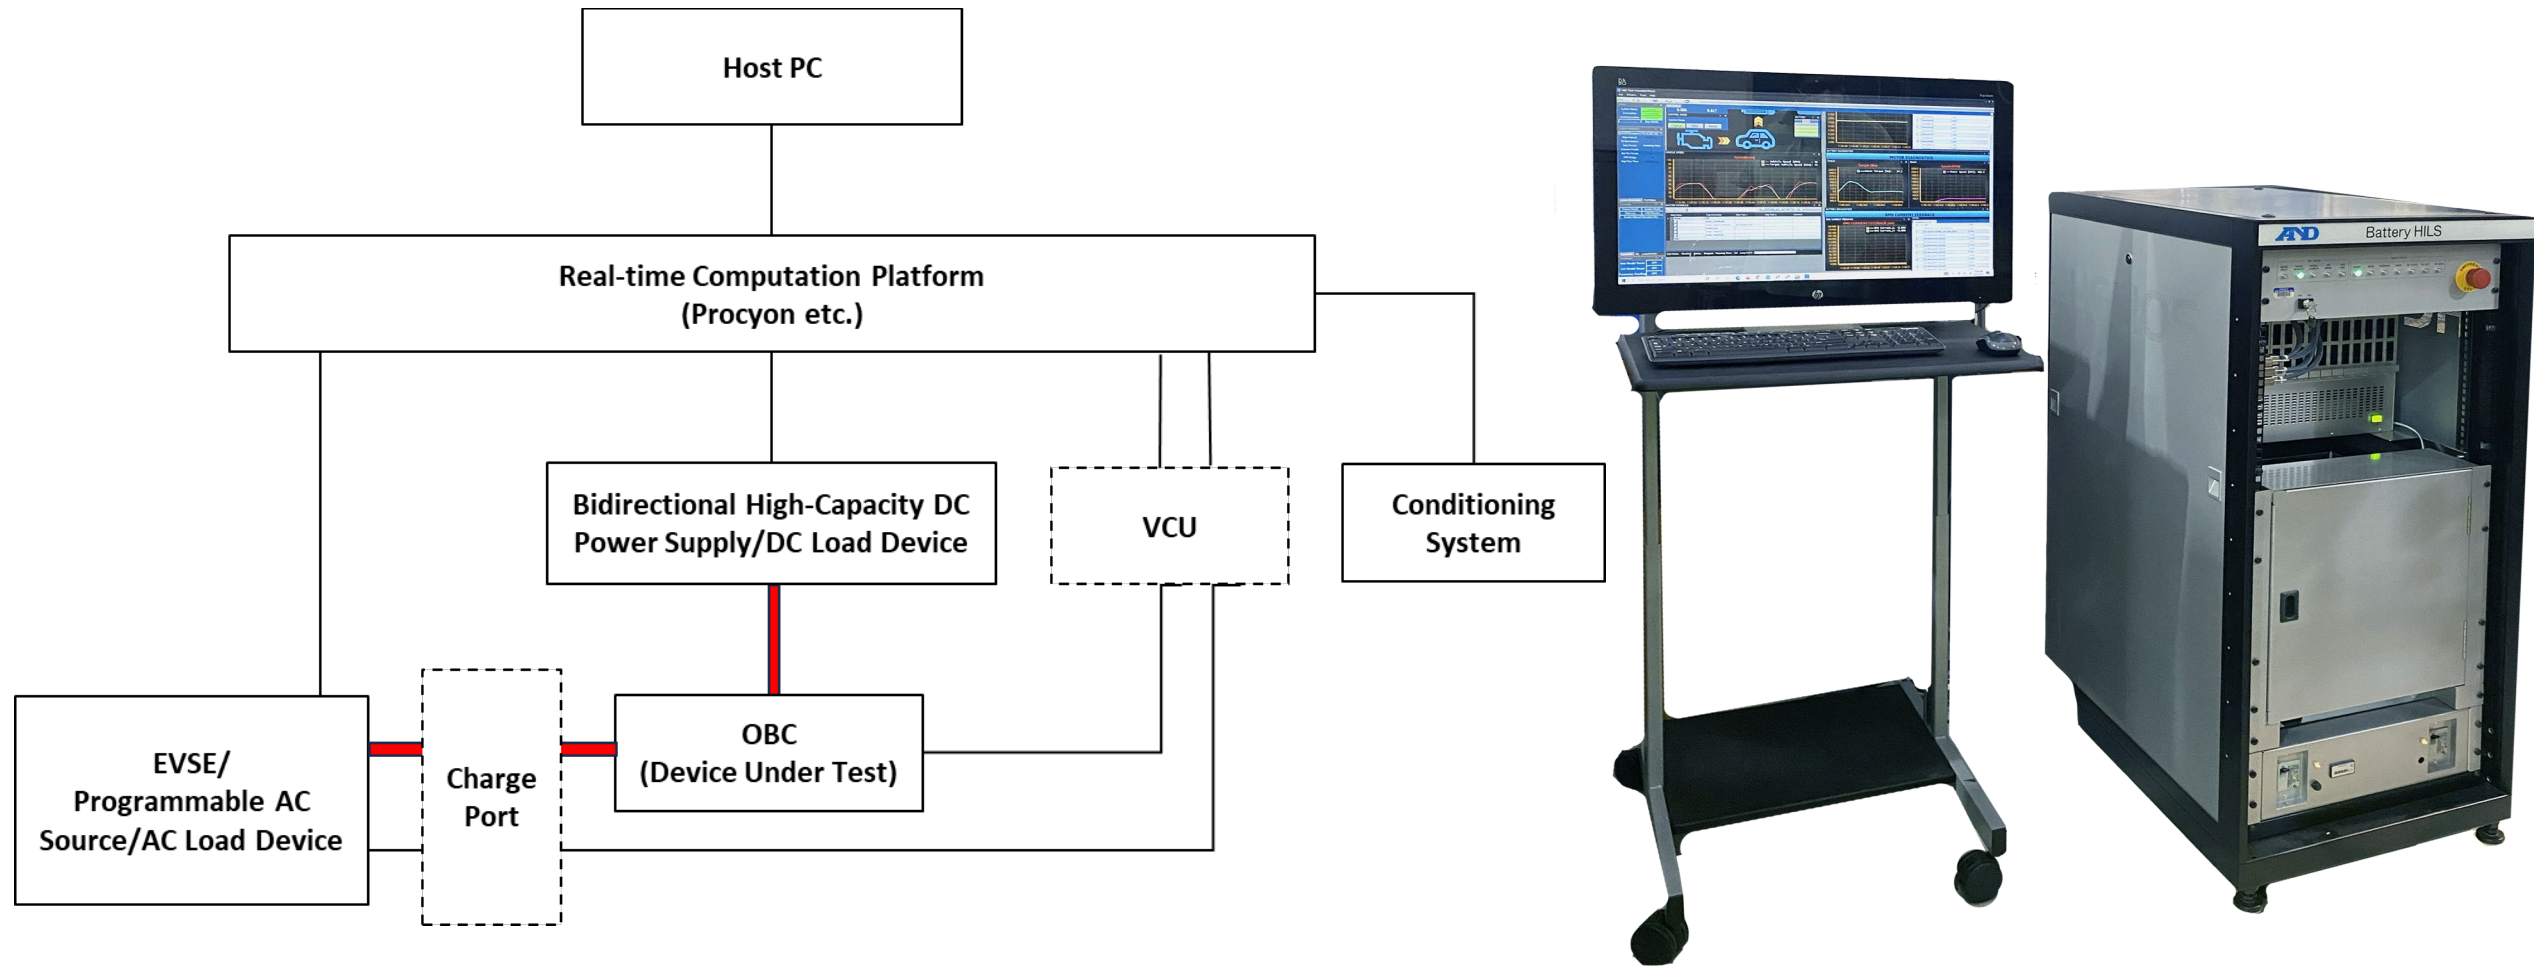 Host PC
Real-time Computation Platform
(Procyon etc.)
Bidirectional High-Capacity DC
Power Supply/DC Load Device
VCU
Conditioning
System
EVSE/
Programmable AC
Source/AC Load Device
Charge
Port
OBC
(Device Under Test)
AND Battery HILS
hp